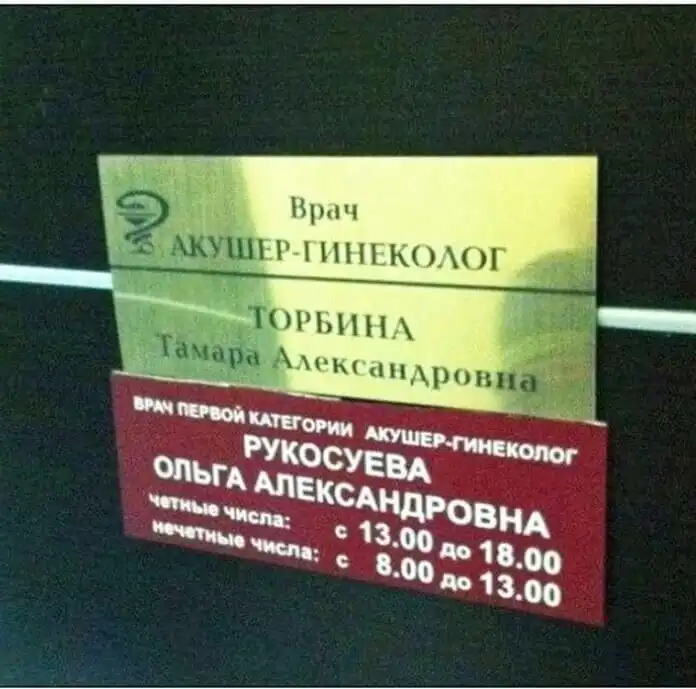 Врач
АКУШЕР-ГИНЕКОЛОГ
ТОРБИНА
Тамара Александровна
ВРАЧ ПЕРВОЙ КАТЕГОРИИ АКУШЕР-ГИНЕКОЛОГ
РУКОСУЕВА
ОЛЬГА АЛЕКСАНДРОВНА
четные числа: с 13.00 до 18.00
нечетные числа: с 8.00 до 13.00